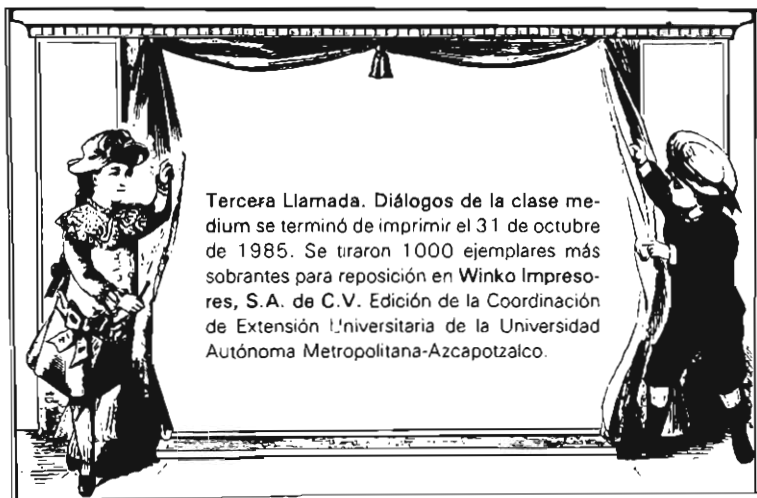 Tercera Llamada. Diálogos de la clase me-
dium se terminó de imprimir el 31 de octubre
de 1985. Se tiraron 1000 ejemplares más
sobrantes para reposición en Winko Impreso-
res, S.A. de C.V. Edición de la Coordinación
de Extensión Universitaria de la Universidad
Autónoma Metropolitana-Azcapotzalco.